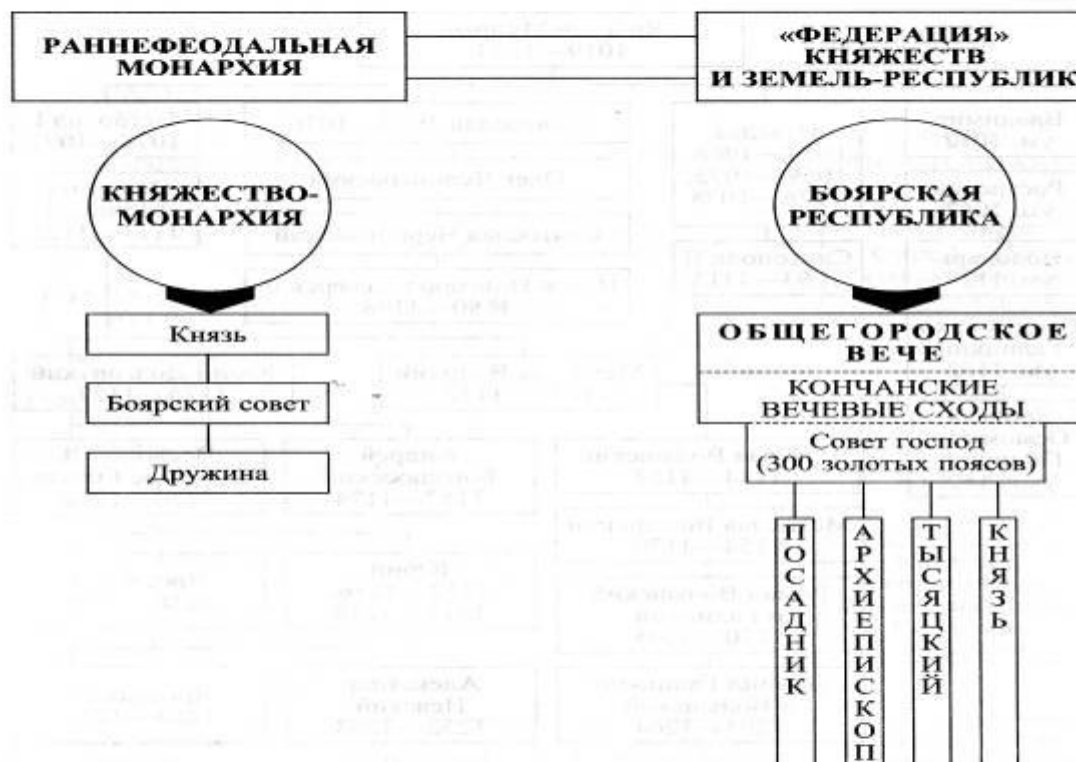 РАННЕФЕОДАЛЬНАЯ
МОНАРХИЯ
«ФЕДЕРАЦИЯ»
КНЯЖЕСТВ
И ЗЕМЕЛЬ-РЕСПУБЛИК
КНЯЖЕСТВО-
МОНАРХИЯ
БОЯРСКАЯ
РЕСПУБЛИКА
Князь
Боярский совет
Дружина
ОБЩЕГОРОДСКОЕ
ВЕЧЕ
КОНЧАНСКИЕ
ВЕЧЕВЫЕ СХОДЫ
Совет господ
(300 золотых поясов)
ПОСАДНИК
АРХИЕПИСКОП
ТЫСЯЦКИЙ
КНЯЗЬ